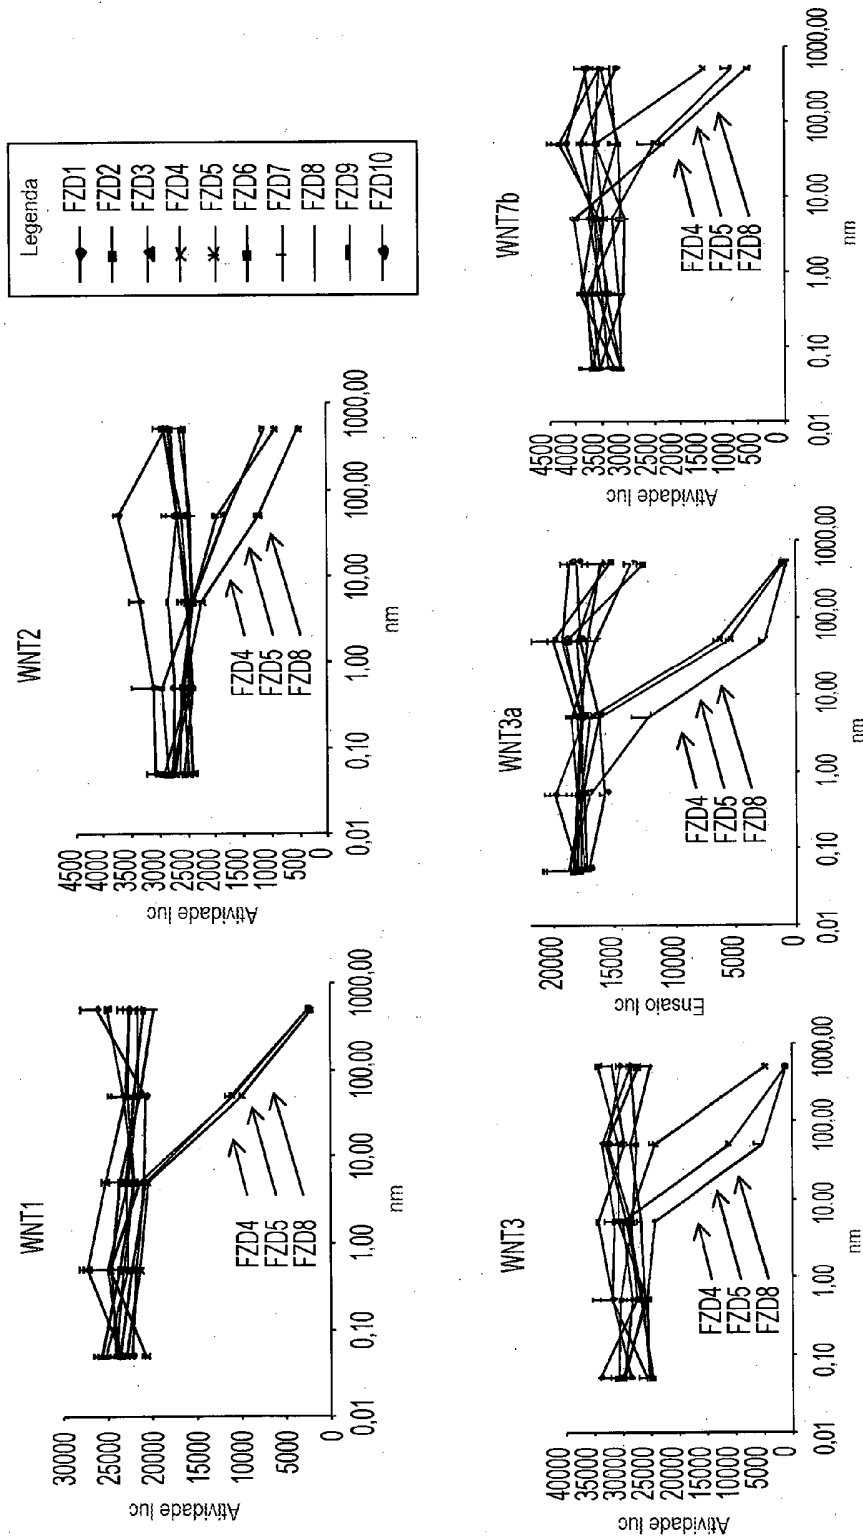 WNT1
Atividade luc
30000
25000
20000
15000
10000
5000
0
0,01
0,10
1,00
10,00
100,00
1000,00
nm
FZD4
FZD5
FZD8
WNT2
Atividade luc
4500
4000
3500
3000
2500
2000
1500
1000
500
0
0,01
0,10
1,00
10,00
100,00
1000,00
nm
FZD4
FZD5
FZD8
Legenda
FZD1
FZD2
FZD3
FZD4
FZD5
FZD6
FZD7
FZD8
FZD9
FZD10
WNT3
Atividade luc
40000
35000
30000
25000
20000
15000
10000
5000
0
0,01
0,10
1,00
10,00
100,00
1000,00
nm
FZD4
FZD5
FZD8
WNT3a
Ensaio luc
20000
15000
10000
5000
0
0,01
0,10
1,00
10,00
100,00
1000,00
nm
FZD4
FZD5
FZD8
WNT7b
Atividade luc
4500
4000
3500
3000
2500
2000
1500
1000
500
0
0,01
0,10
1,00
10,00
100,00
1000,00
nm
FZD4
FZD5
FZD8